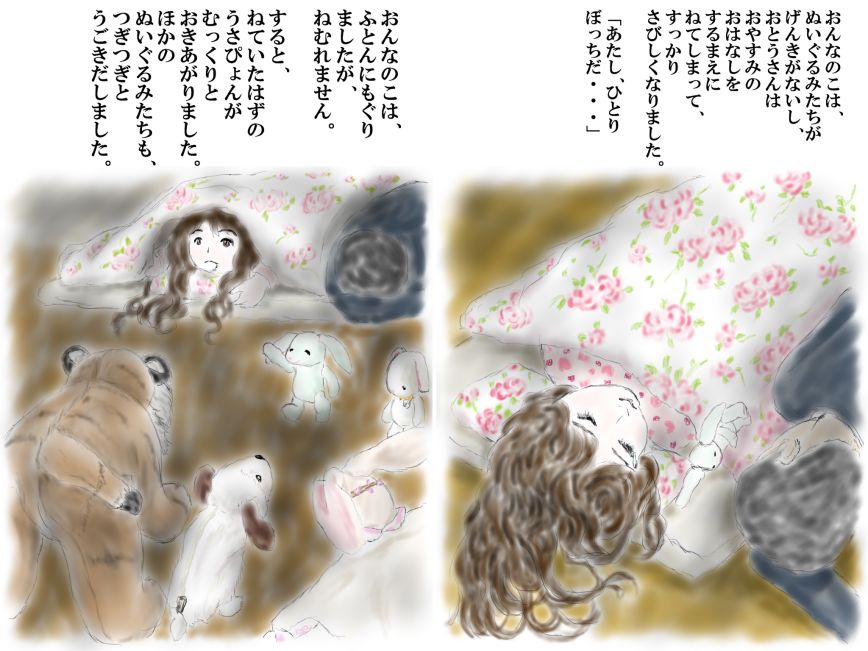 おんなのこは、
ぬいぐるみたちが
げんきがないし、
おとうさんは
おやすみの
おはなしを
するまえに
ねてしまって、
すっかり
さびしくなりました。
「あたし、ひとり
ぼっちだ・・・」
おんなのこは、
ふとんにもぐり
ましたが、
ねむれません。
すると、
ねていたはずの
うさぴょんが
むっくりと
おきあがりました。
ほかの
ぬいぐるみたちも、
つぎつぎと
うごきだしました。